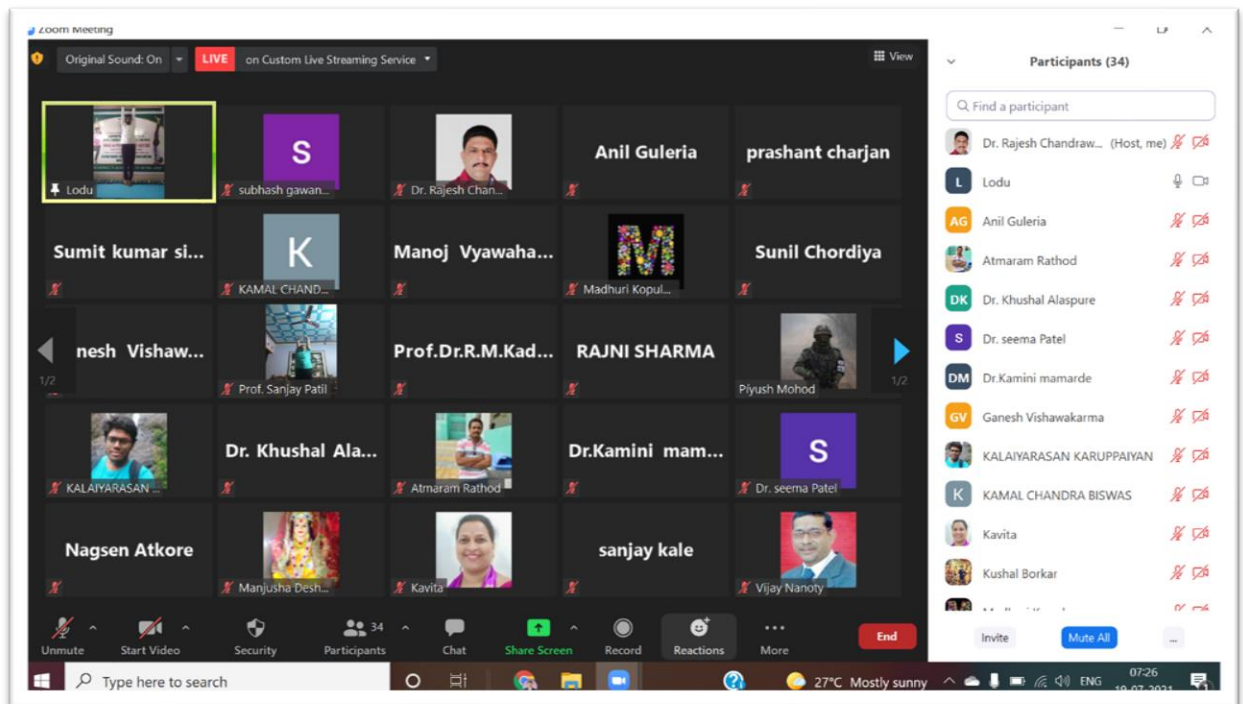 Zoom Meeting
Original Sound: On
LIVE on Custom Live Streaming Service
View
Lodu
S
subhash gawan...
Dr. Rajesh Chan...
Anil Guleria
prashant charjan
Sumit kumar si...
K
KAMAL CHAND...
Manoj Vyawaha...
M
Madhuri Kopul...
Sunil Chordiya
nesh Vishaw...
1/2
Prof. Sanjay Patil
Prof.Dr.R.M.Kad...
RAJNI SHARMA
Piyush Mohod
1/2
KALAIYARASAN ...
Dr. Khushal Ala...
Atmaram Rathod
Dr.Kamini mam...
S
Dr. seema Patel
Nagsen Atkore
Manjusha Desh...
Kavita
sanjay kale
Vijay Nanoty
Unmute
Start Video
Security
34
Participants
Chat
Share Screen
Record
Reactions
More
End
Participants (34)
Find a participant
Dr. Rajesh Chandraw... (Host, me)
L Lodu
AG Anil Guleria
Atmaram Rathod
DK Dr. Khushal Alaspure
S Dr. seema Patel
DM Dr.Kamini mamarde
GV Ganesh Vishawakarma
KALAIYARASAN KARUPPAIYAN
K KAMAL CHANDRA BISWAS
Kavita
Kushal Borkar
Invite
Mute All
...
Type here to search
27°C Mostly sunny
ENG
07:26
19-07-2021